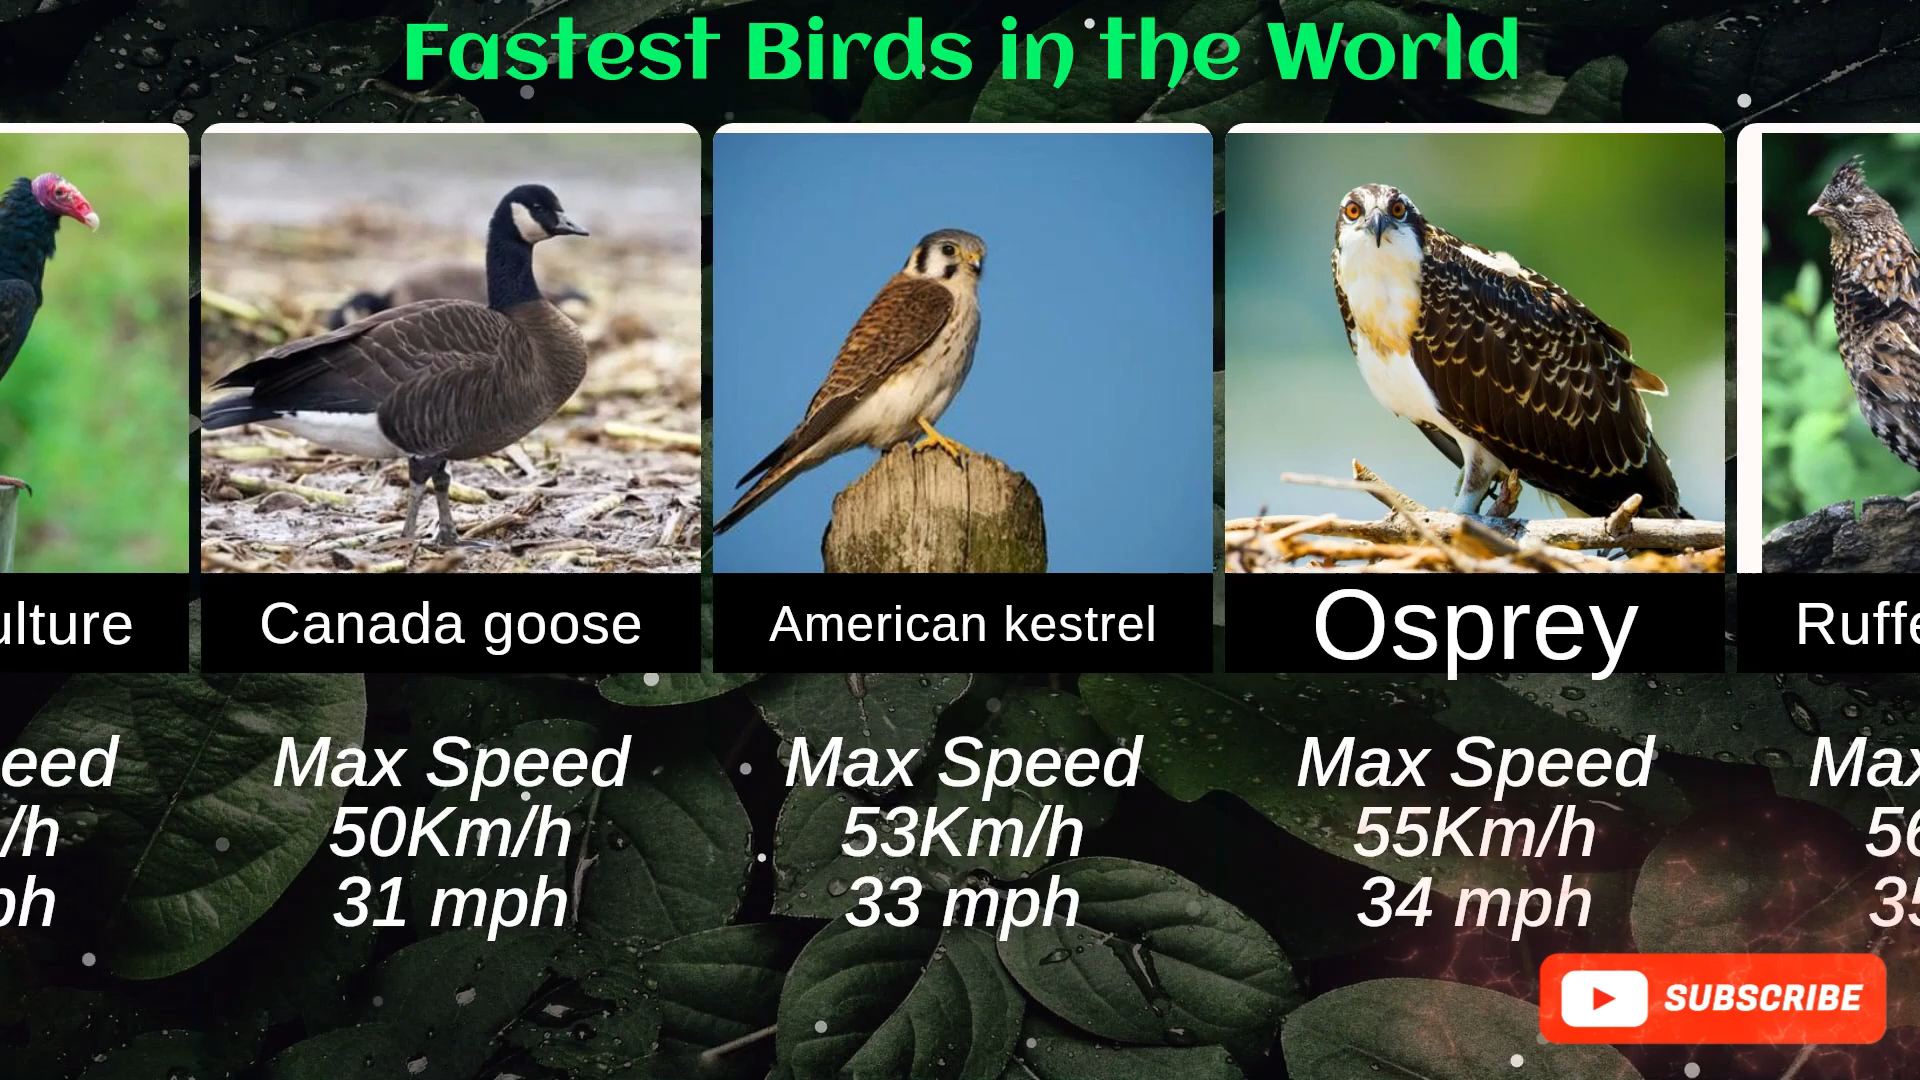 Fastest Birds in the World
ulture
Canada goose
American kestrel
Osprey
Ruffe
eed
/h
ph
Max Speed
50Km/h
31 mph
Max Speed
53Km/h
33 mph
Max Speed
55Km/h
34 mph
Max
56
35
SUBSCRIBE